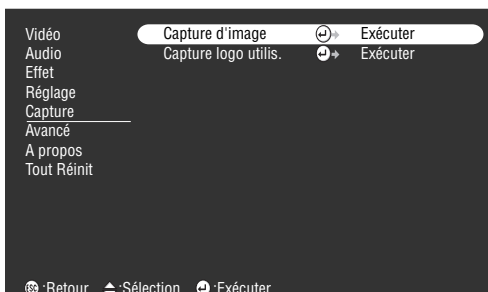 Vidéo
Audio
Effet
Réglage
Capture
Avancé
A propos
Tout Réinit
Capture d'image Exécuter
Capture logo utilis. Exécuter
ESC :Retour :Sélection :Exécuter